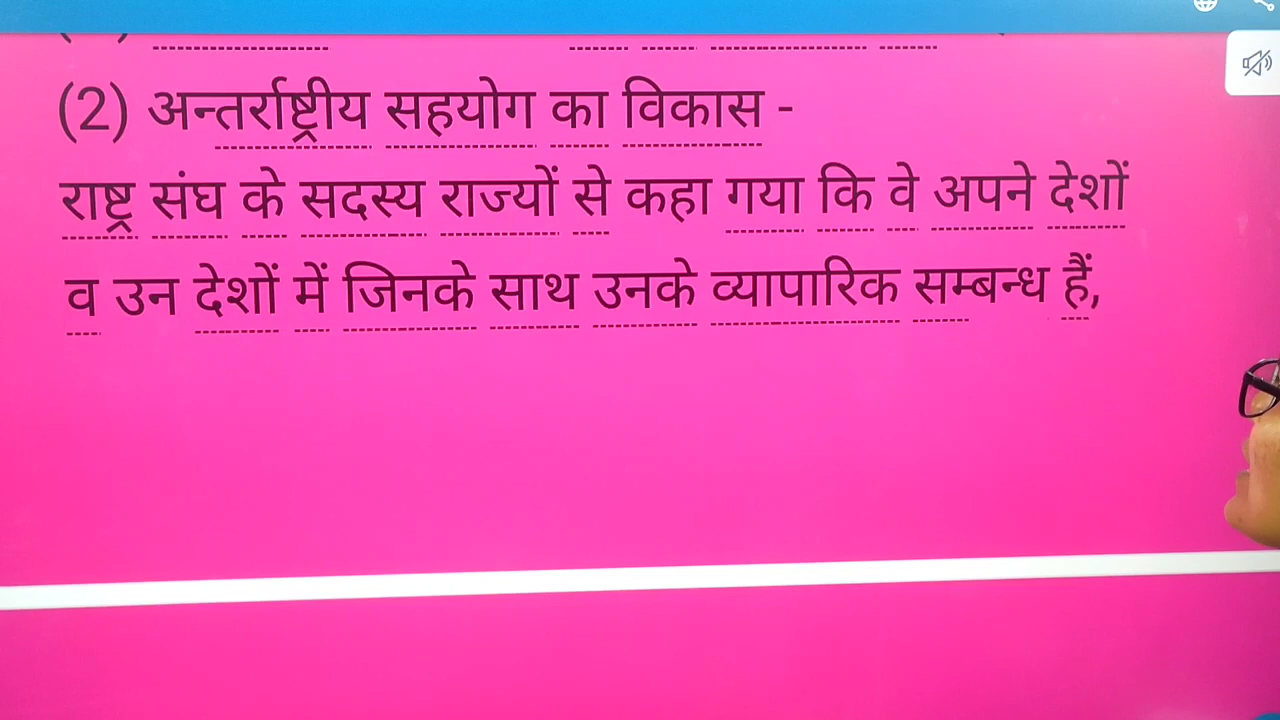 (2) अन्तर्राष्ट्रीय सहयोग का विकास -
राष्ट्र संघ के सदस्य राज्यों से कहा गया कि वे अपने देशों
व उन देशों में जिनके साथ उनके व्यापारिक सम्बन्ध हैं,